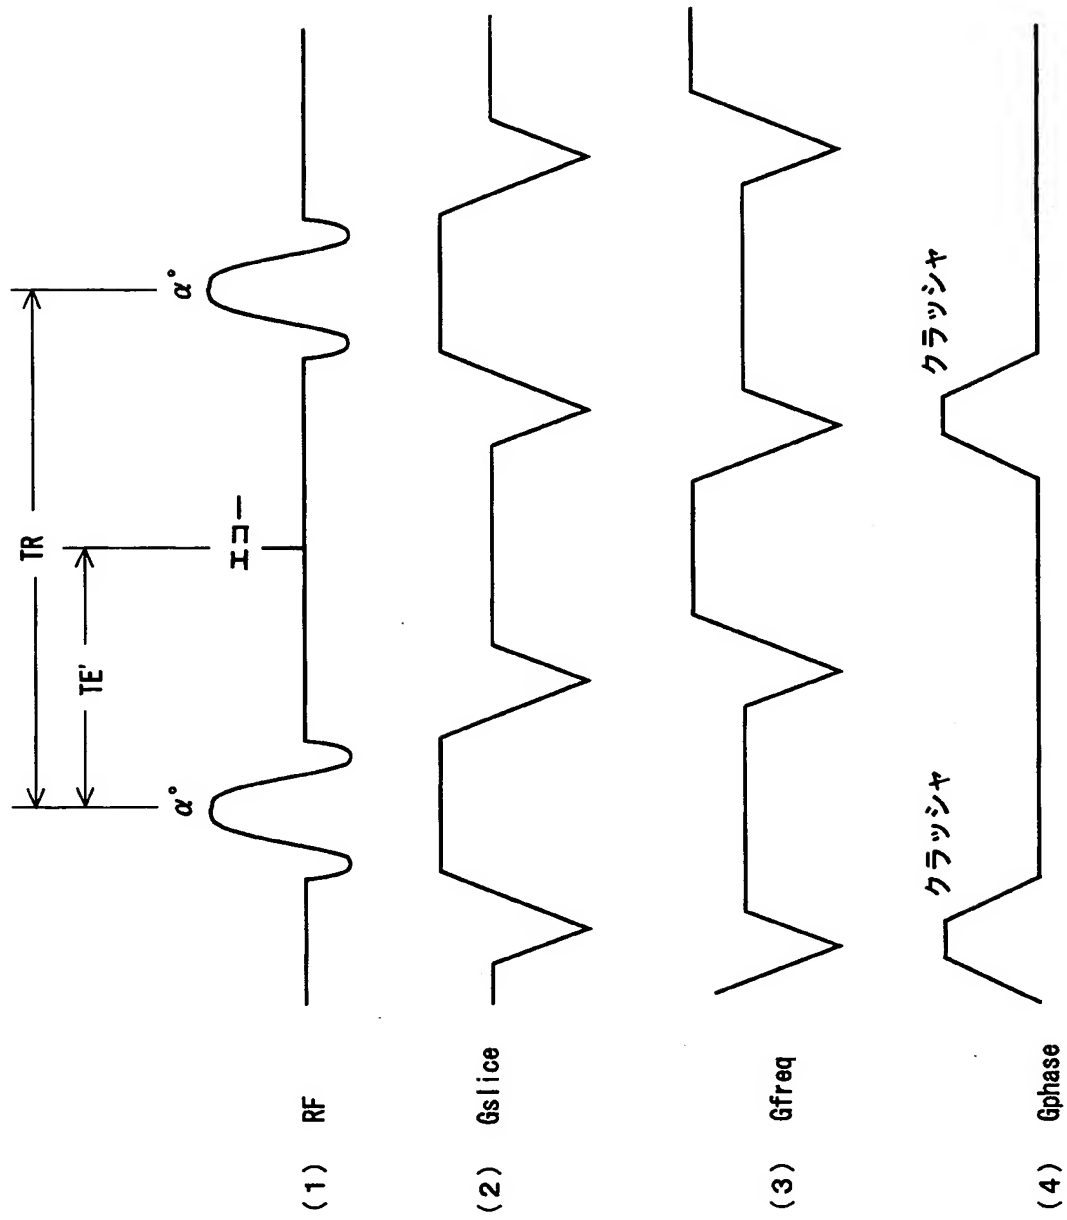 TR
TE'
α°
α°
エコー
(1) RF
(2) Gslice
(3) Gfreq
クラッシャ
クラッシャ
(4) Gphase